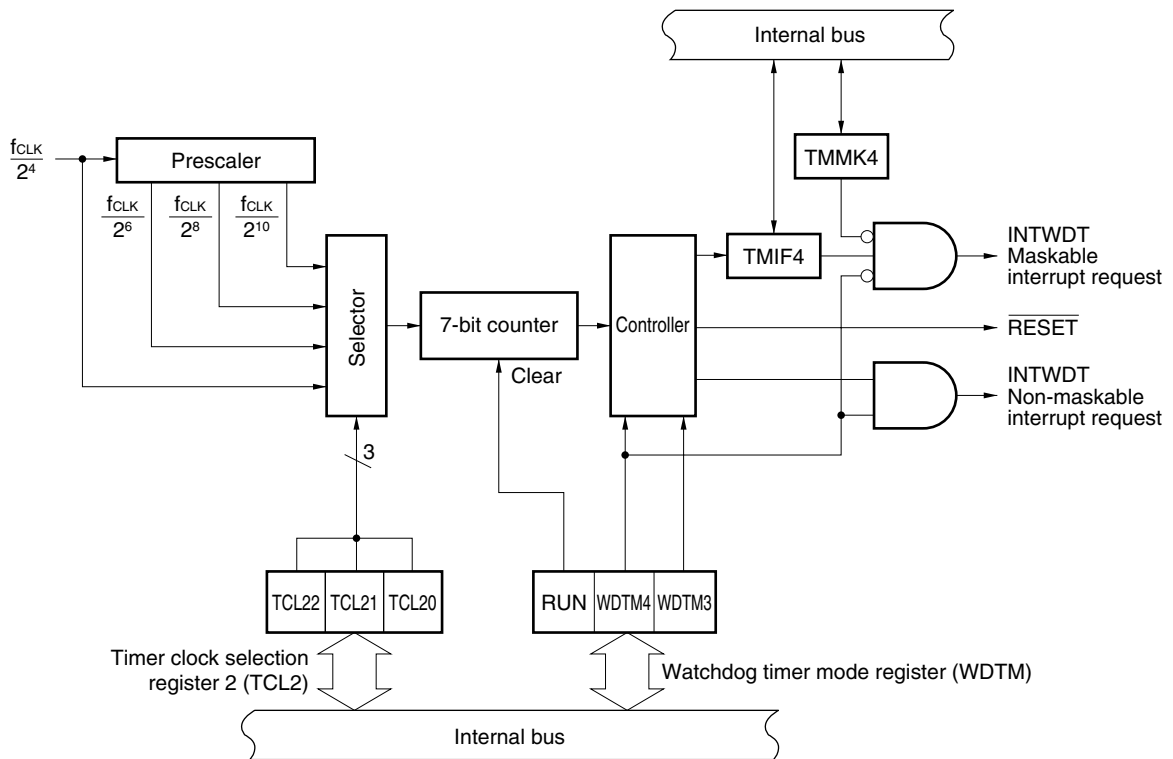 Internal bus
fCLK
2⁴
Prescaler
TMMK4
fCLK
2⁶
fCLK
2⁸
fCLK
2¹⁰
INTWDT
Maskable
interrupt request
TMIF4
Selector
7-bit counter
Controller
RESET
Clear
INTWDT
Non-maskable
interrupt request
3
TCL22 TCL21 TCL20
RUN WDTM4 WDTM3
Timer clock selection
register 2 (TCL2)
Watchdog timer mode register (WDTM)
Internal bus